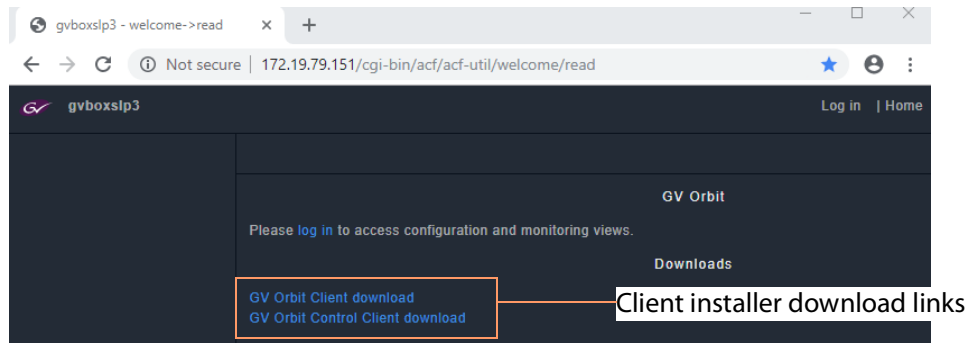 gvboxslp3 - welcome->read
Not secure | 172.19.79.151/cgi-bin/acf/acf-util/welcome/read
GV gvboxslp3 Log in | Home
GV Orbit
Please log in to access configuration and monitoring views.
Downloads
GV Orbit Client download
GV Orbit Control Client download
Client installer download links